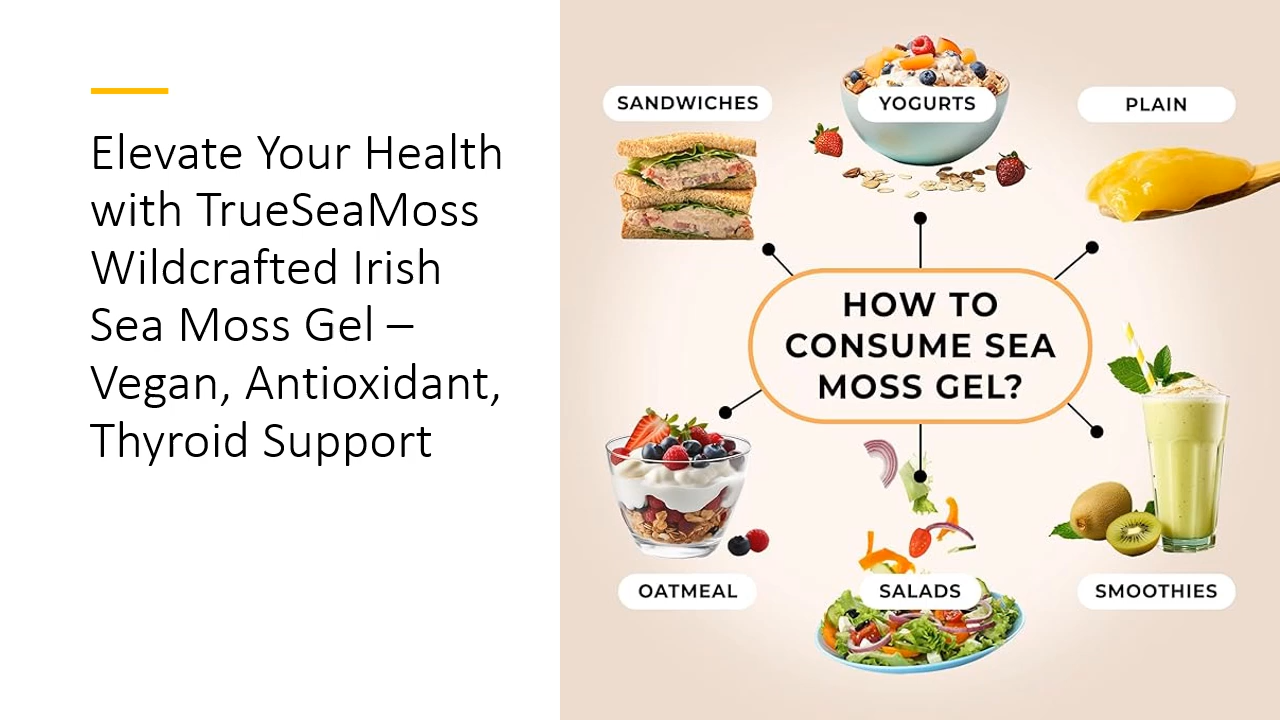 Elevate Your Health
with TrueSeaMoss
Wildcrafted Irish
Sea Moss Gel –
Vegan, Antioxidant,
Thyroid Support
SANDWICHES
YOGURTS
PLAIN
HOW TO
CONSUME SEA
MOSS GEL?
OATMEAL
SALADS
SMOOTHIES